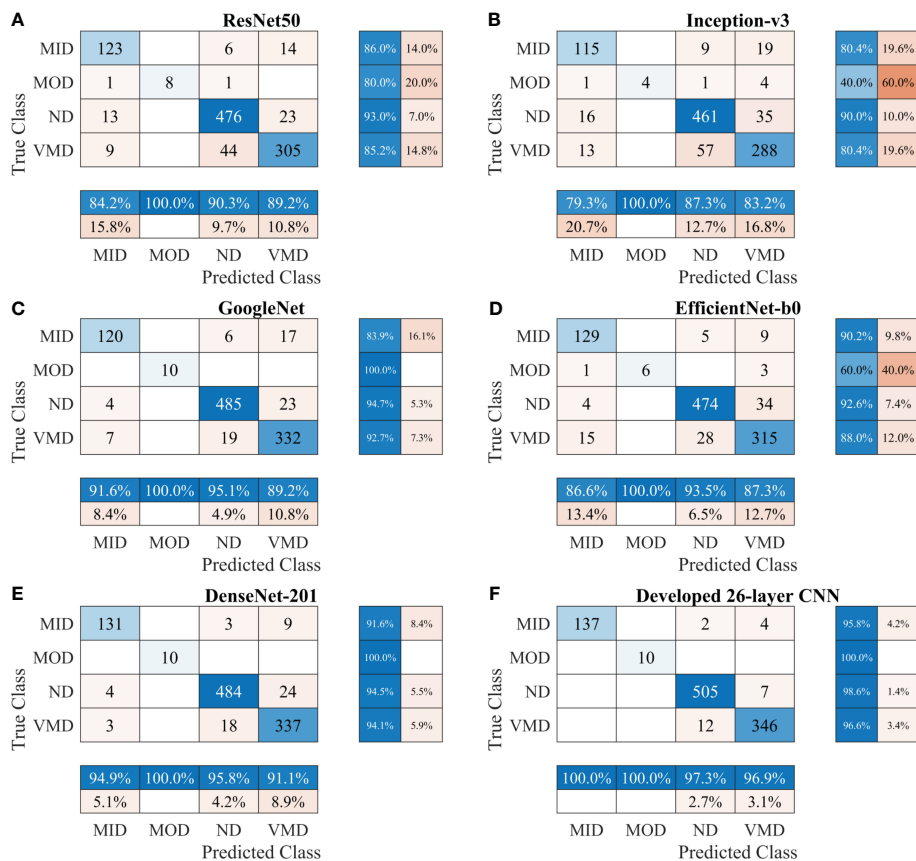 A
ResNet50
True Class
MID 123 6 14 86.0% 14.0%
MOD 1 8 1 80.0% 20.0%
ND 13 476 23 93.0% 7.0%
VMD 9 44 305 85.2% 14.8%
84.2% 100.0% 90.3% 89.2%
15.8% 9.7% 10.8%
MID MOD ND VMD
Predicted Class
B
Inception-v3
True Class
MID 115 9 19 80.4% 19.6%
MOD 1 4 1 4 40.0% 60.0%
ND 16 461 35 90.0% 10.0%
VMD 13 57 288 80.4% 19.6%
79.3% 100.0% 87.3% 83.2%
20.7% 12.7% 16.8%
MID MOD ND VMD
Predicted Class
C
GoogleNet
True Class
MID 120 6 17 83.9% 16.1%
MOD 10 100.0%
ND 4 485 23 94.7% 5.3%
VMD 7 19 332 92.7% 7.3%
91.6% 100.0% 95.1% 89.2%
8.4% 4.9% 10.8%
MID MOD ND VMD
Predicted Class
D
EfficientNet-b0
True Class
MID 129 5 9 90.2% 9.8%
MOD 1 6 3 60.0% 40.0%
ND 4 474 34 92.6% 7.4%
VMD 15 28 315 88.0% 12.0%
86.6% 100.0% 93.5% 87.3%
13.4% 6.5% 12.7%
MID MOD ND VMD
Predicted Class
E
DenseNet-201
True Class
MID 131 3 9 91.6% 8.4%
MOD 10 100.0%
ND 4 484 24 94.5% 5.5%
VMD 3 18 337 94.1% 5.9%
94.9% 100.0% 95.8% 91.1%
5.1% 4.2% 8.9%
MID MOD ND VMD
Predicted Class
F
Developed 26-layer CNN
True Class
MID 137 2 4 95.8% 4.2%
MOD 10 100.0%
ND 505 7 98.6% 1.4%
VMD 12 346 96.6% 3.4%
100.0% 100.0% 97.3% 96.9%
2.7% 3.1%
MID MOD ND VMD
Predicted Class